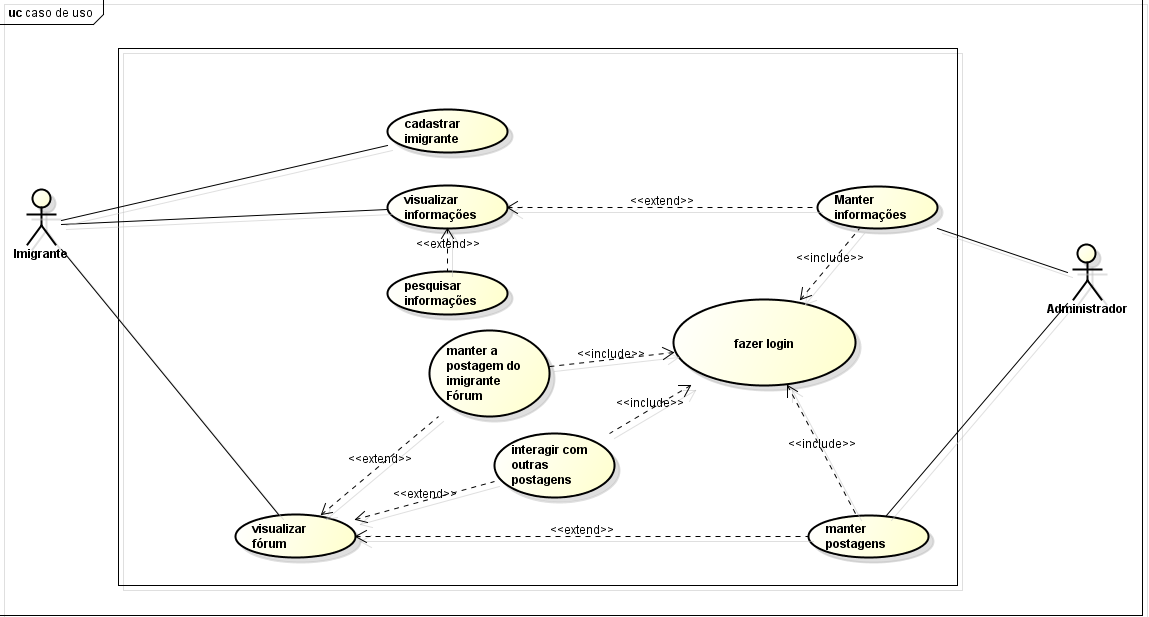 uc caso de uso
cadastrar
imigrante
visualizar
informações
<<extend>>
Manter
informações
<<extend>>
<<include>>
Imigrante
pesquisar
informações
Administrador
fazer login
manter a
postagem do
imigrante
Fórum
<<include>>
<<include>>
<<extend>>
interagir com
outras
postagens
<<include>>
<<extend>>
visualizar
fórum
<<extend>>
manter
postagens